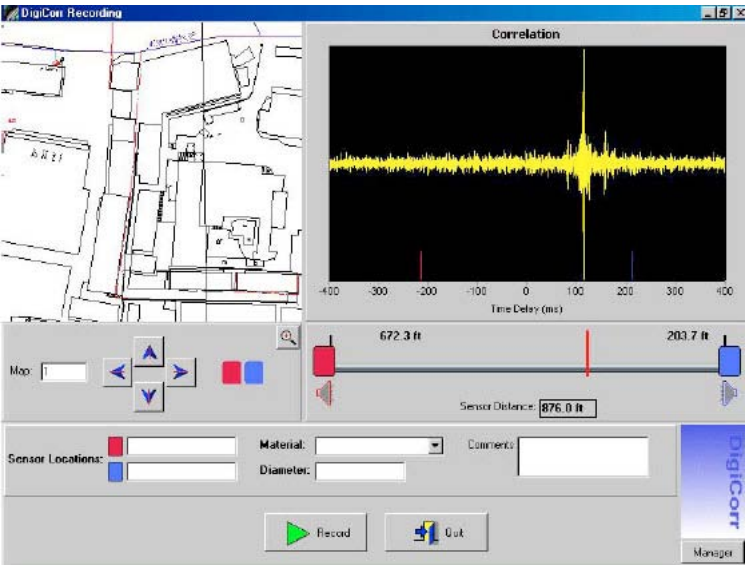 DigiCorr Recording
Correlation
-400 -300 -200 -100 0 100 200 300 400
Time Delay (ms)
Map: 1
672.3 ft
203.7 ft
Sensor Distance: 876.0 ft
Sensor Locations:
Material:
Diameter:
Comments
Record
Quit
DigiCorr
Manager